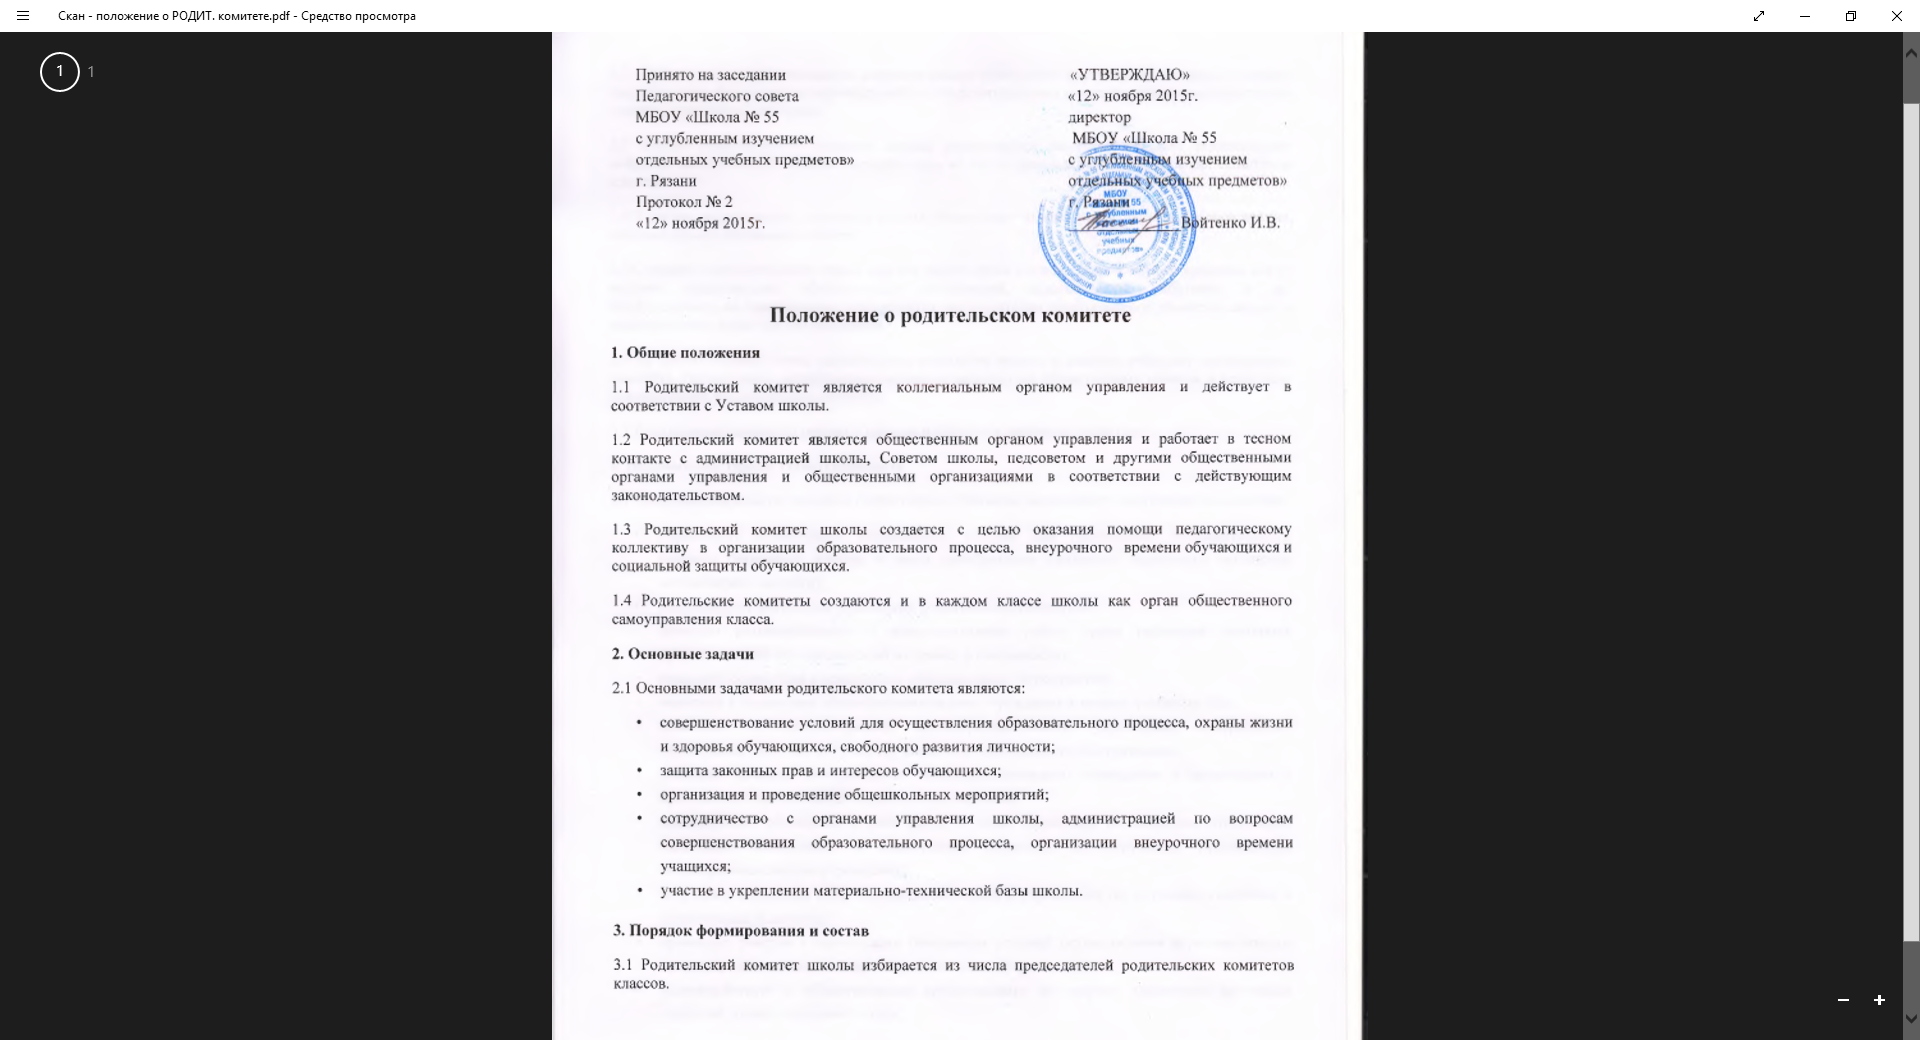 Скан - положение о РОДИТ. комитете.pdf - Средство просмотра
1 1
Принято на заседании
Педагогического совета
МБОУ «Школа № 55
с углубленным изучением
отдельных учебных предметов»
г. Рязани
Протокол № 2
«12» ноября 2015г.
«УТВЕРЖДАЮ»
«12» ноября 2015г.
директор
МБОУ «Школа № 55
с углубленным изучением
отдельных учебных предметов»
г. Рязани
Войтенко И.В.
МБОУ
55
углубленным
учебных
предметов»
Положение о родительском комитете
1. Общие положения
1.1 Родительский комитет является коллегиальным органом управления и действует в
соответствии с Уставом школы.
1.2 Родительский комитет является общественным органом управления и работает в тесном
контакте с администрацией школы, Советом школы, педсоветом и другими общественными
органами управления и общественными организациями в соответствии с действующим
законодательством.
1.3 Родительский комитет школы создается с целью оказания помощи педагогическому
коллективу в организации образовательного процесса, внеурочного времени обучающихся и
социальной защиты обучающихся.
1.4 Родительские комитеты создаются и в каждом классе школы как орган общественного
самоуправления класса.
2. Основные задачи
2.1 Основными задачами родительского комитета являются:
• совершенствование условий для осуществления образовательного процесса, охраны жизни
и здоровья обучающихся, свободного развития личности;
• защита законных прав и интересов обучающихся;
• организация и проведение общешкольных мероприятий;
• сотрудничество с органами управления школы, администрацией по вопросам
совершенствования образовательного процесса, организации внеурочного времени
учащихся;
• участие в укреплении материально-технической базы школы.
3. Порядок формирования и состав
3.1 Родительский комитет школы избирается из числа председателей родительских комитетов
классов.